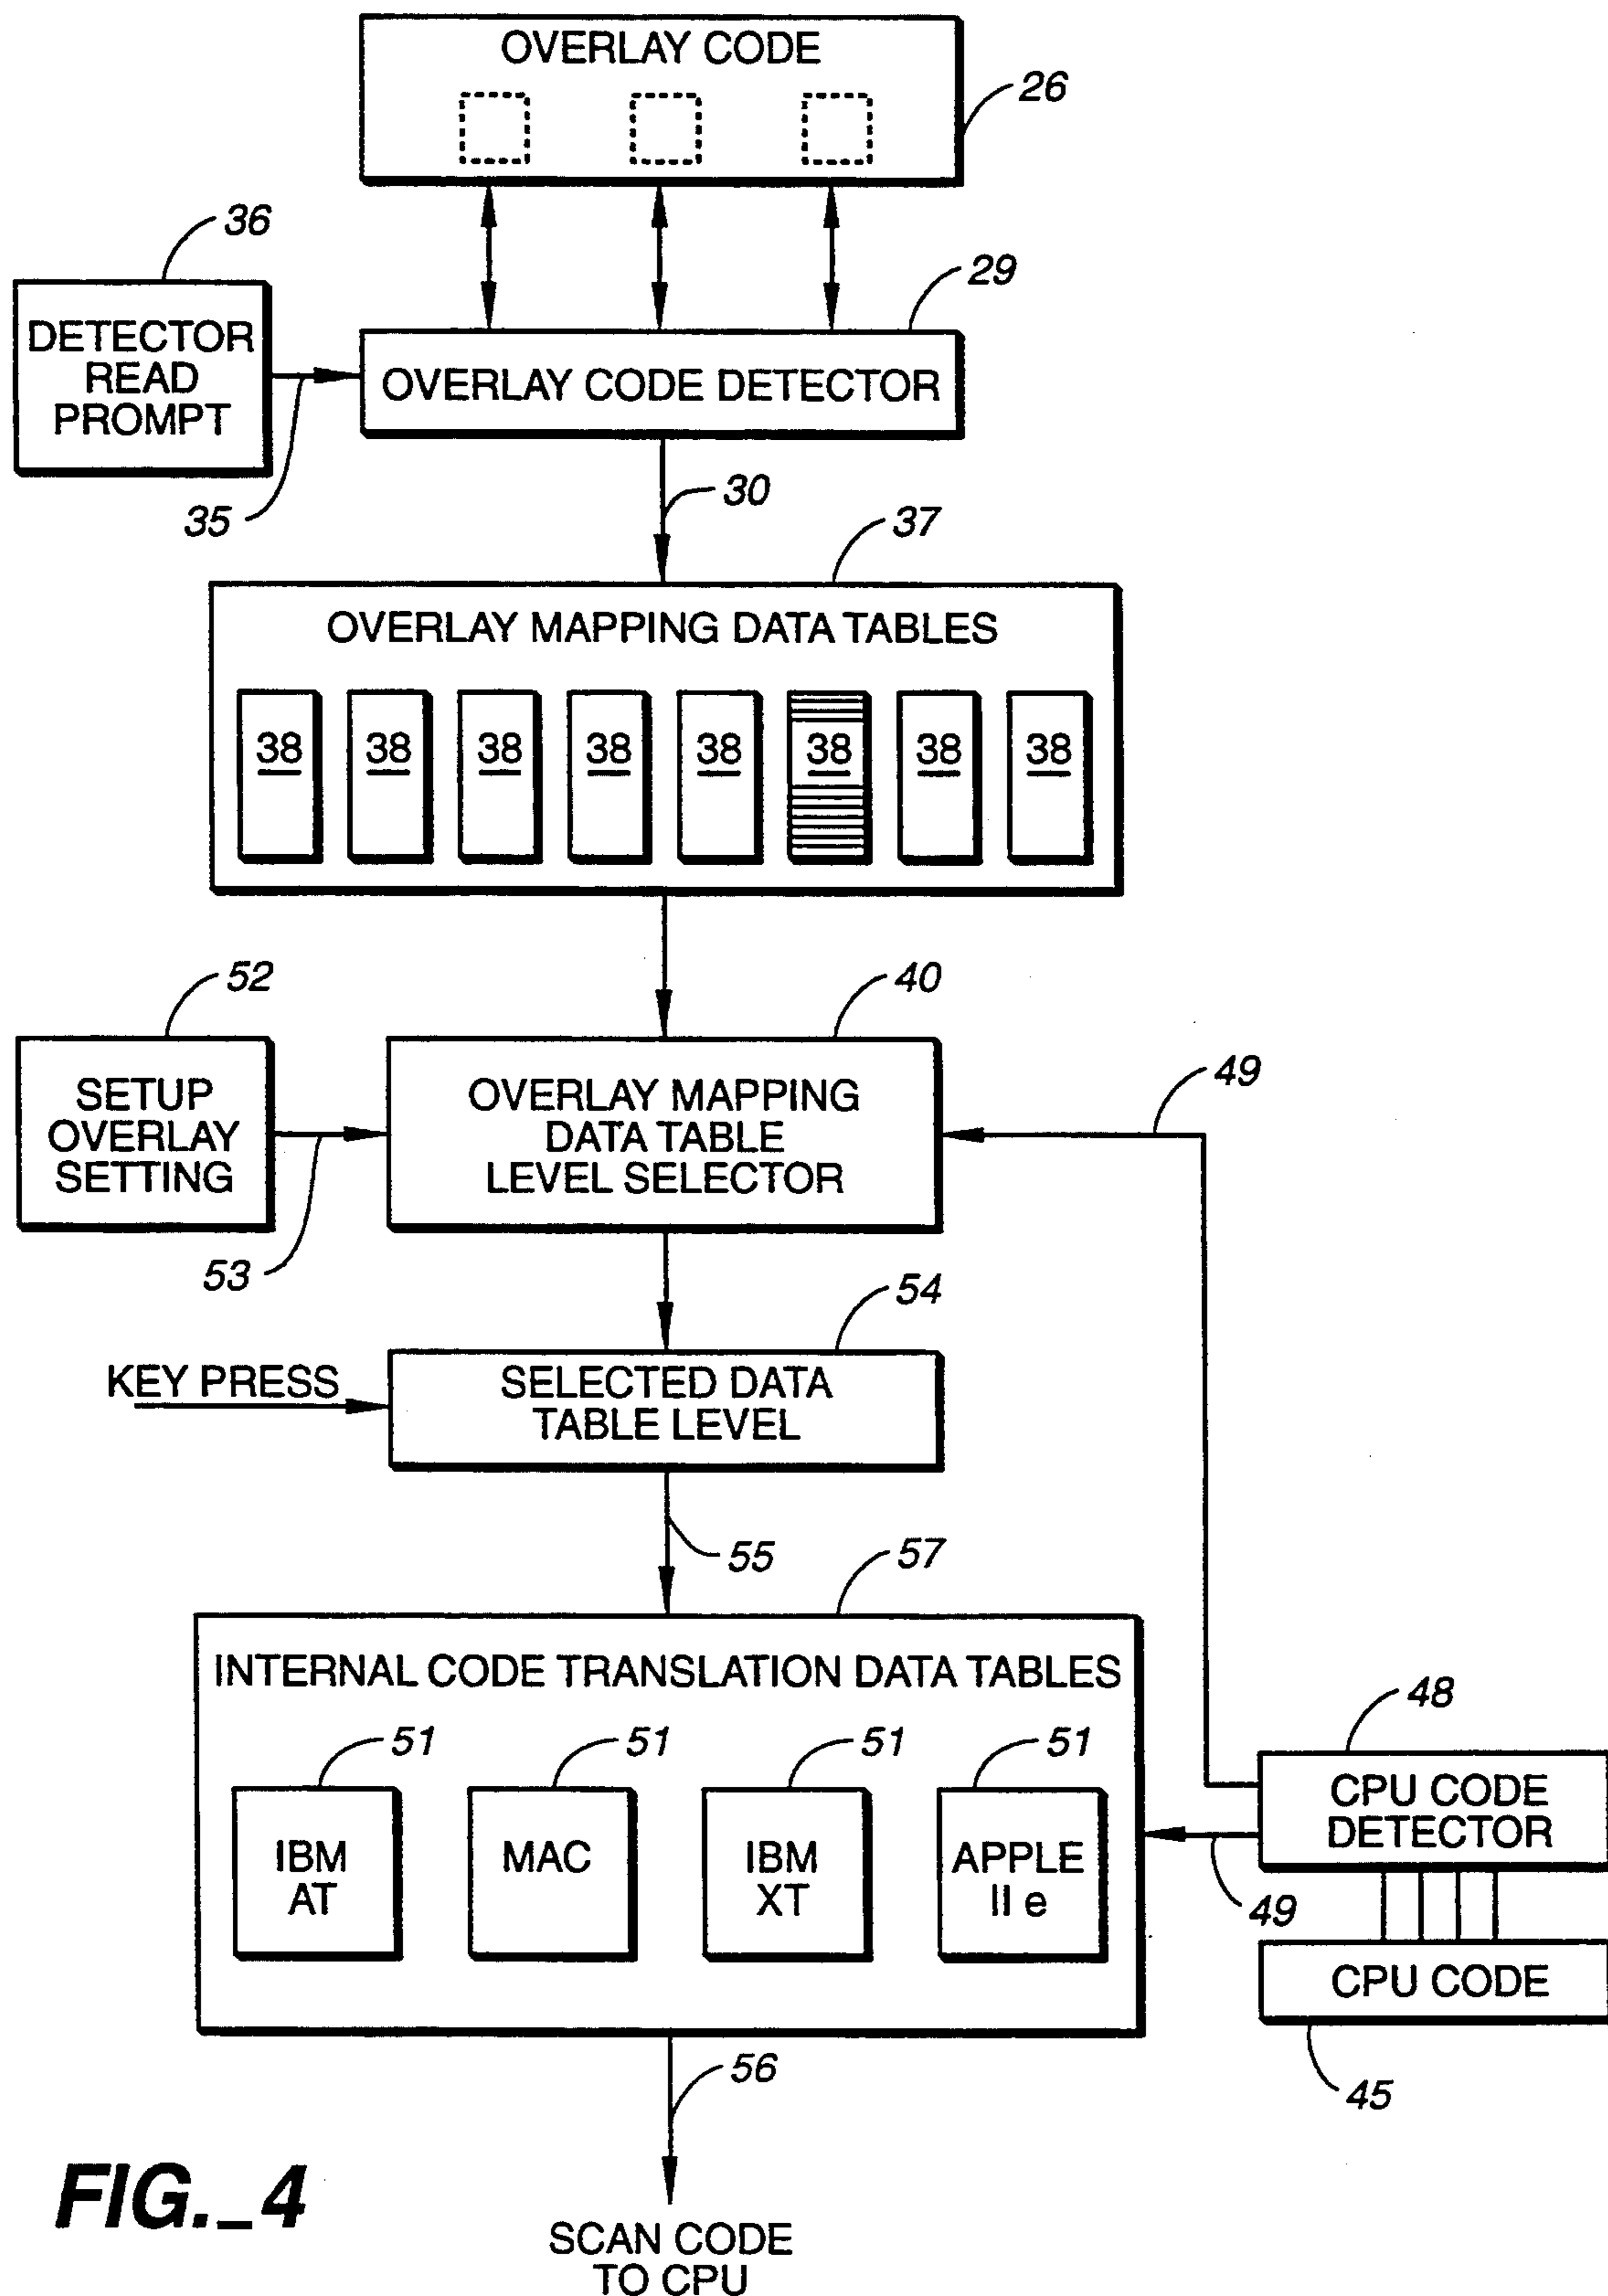 OVERLAY CODE
26
36
29
DETECTOR
READ
PROMPT
OVERLAY CODE DETECTOR
35
30
37
OVERLAY MAPPING DATA TABLES
38 38 38 38 38 38 38 38
52
40
SETUP
OVERLAY
SETTING
OVERLAY MAPPING
DATA TABLE
LEVEL SELECTOR
49
53
54
KEY PRESS
SELECTED DATA
TABLE LEVEL
55
57
INTERNAL CODE TRANSLATION DATA TABLES
51 51 51 51
IBM
AT
MAC
IBM
XT
APPLE
II e
48
CPU CODE
DETECTOR
49
CPU CODE
45
56
FIG._4
SCAN CODE
TO CPU